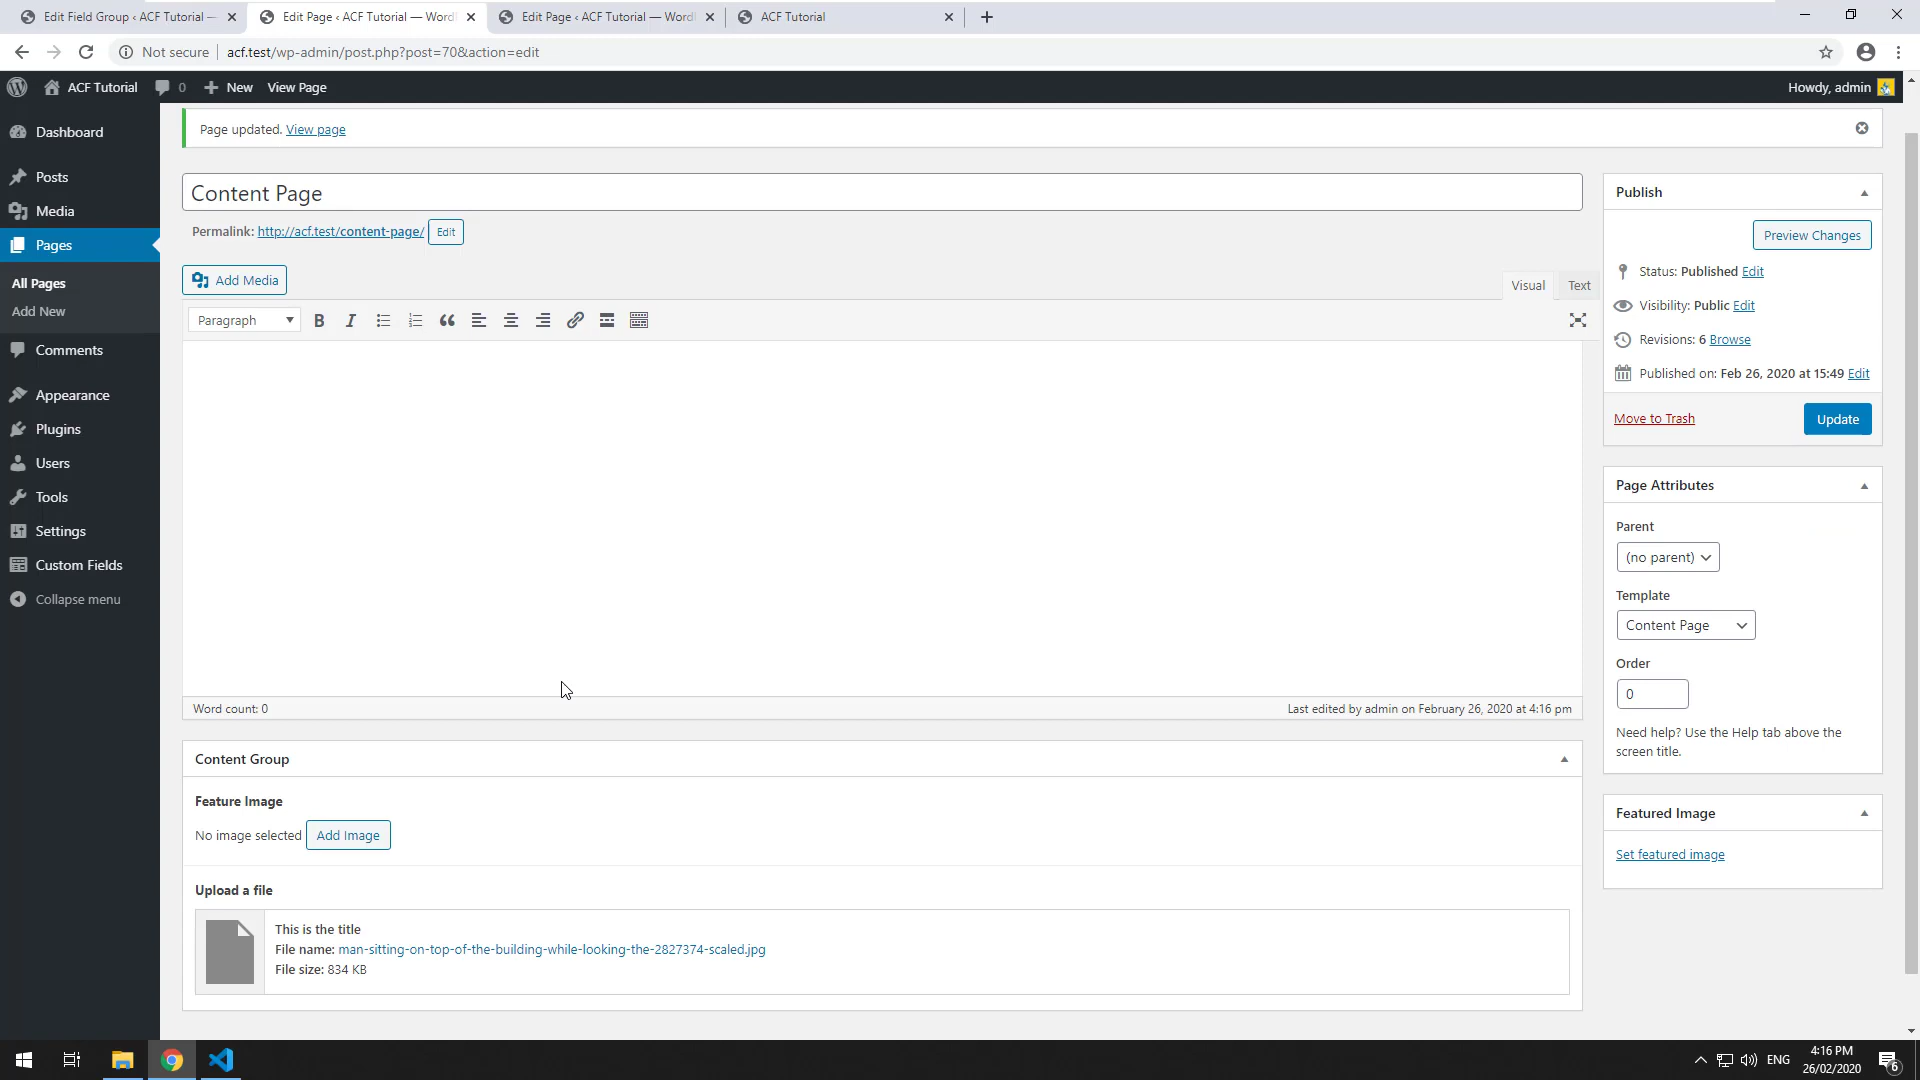 Edit Field Group ‹ ACF Tutorial —
Edit Page ‹ ACF Tutorial — Word
Edit Page ‹ ACF Tutorial — Word
ACF Tutorial
Not secure
acf.test/wp-admin/post.php?post=70&action=edit
ACF Tutorial
0
New
View Page
Howdy, admin
Dashboard
Posts
Media
Pages
All Pages
Add New
Comments
Appearance
Plugins
Users
Tools
Settings
Custom Fields
Collapse menu
Page updated. View page
Content Page
Permalink: http://acf.test/content-page/ Edit
Add Media
Visual
Text
Paragraph
B
I
Word count: 0
Last edited by admin on February 26, 2020 at 4:16 pm
Content Group
Feature Image
No image selected Add Image
Upload a file
This is the title
File name: man-sitting-on-top-of-the-building-while-looking-the-2827374-scaled.jpg
File size: 834 KB
Publish
Preview Changes
Status: Published Edit
Visibility: Public Edit
Revisions: 6 Browse
Published on: Feb 26, 2020 at 15:49 Edit
Move to Trash
Update
Page Attributes
Parent
(no parent)
Template
Content Page
Order
0
Need help? Use the Help tab above the
screen title.
Featured Image
Set featured image
ENG
4:16 PM
26/02/2020
6